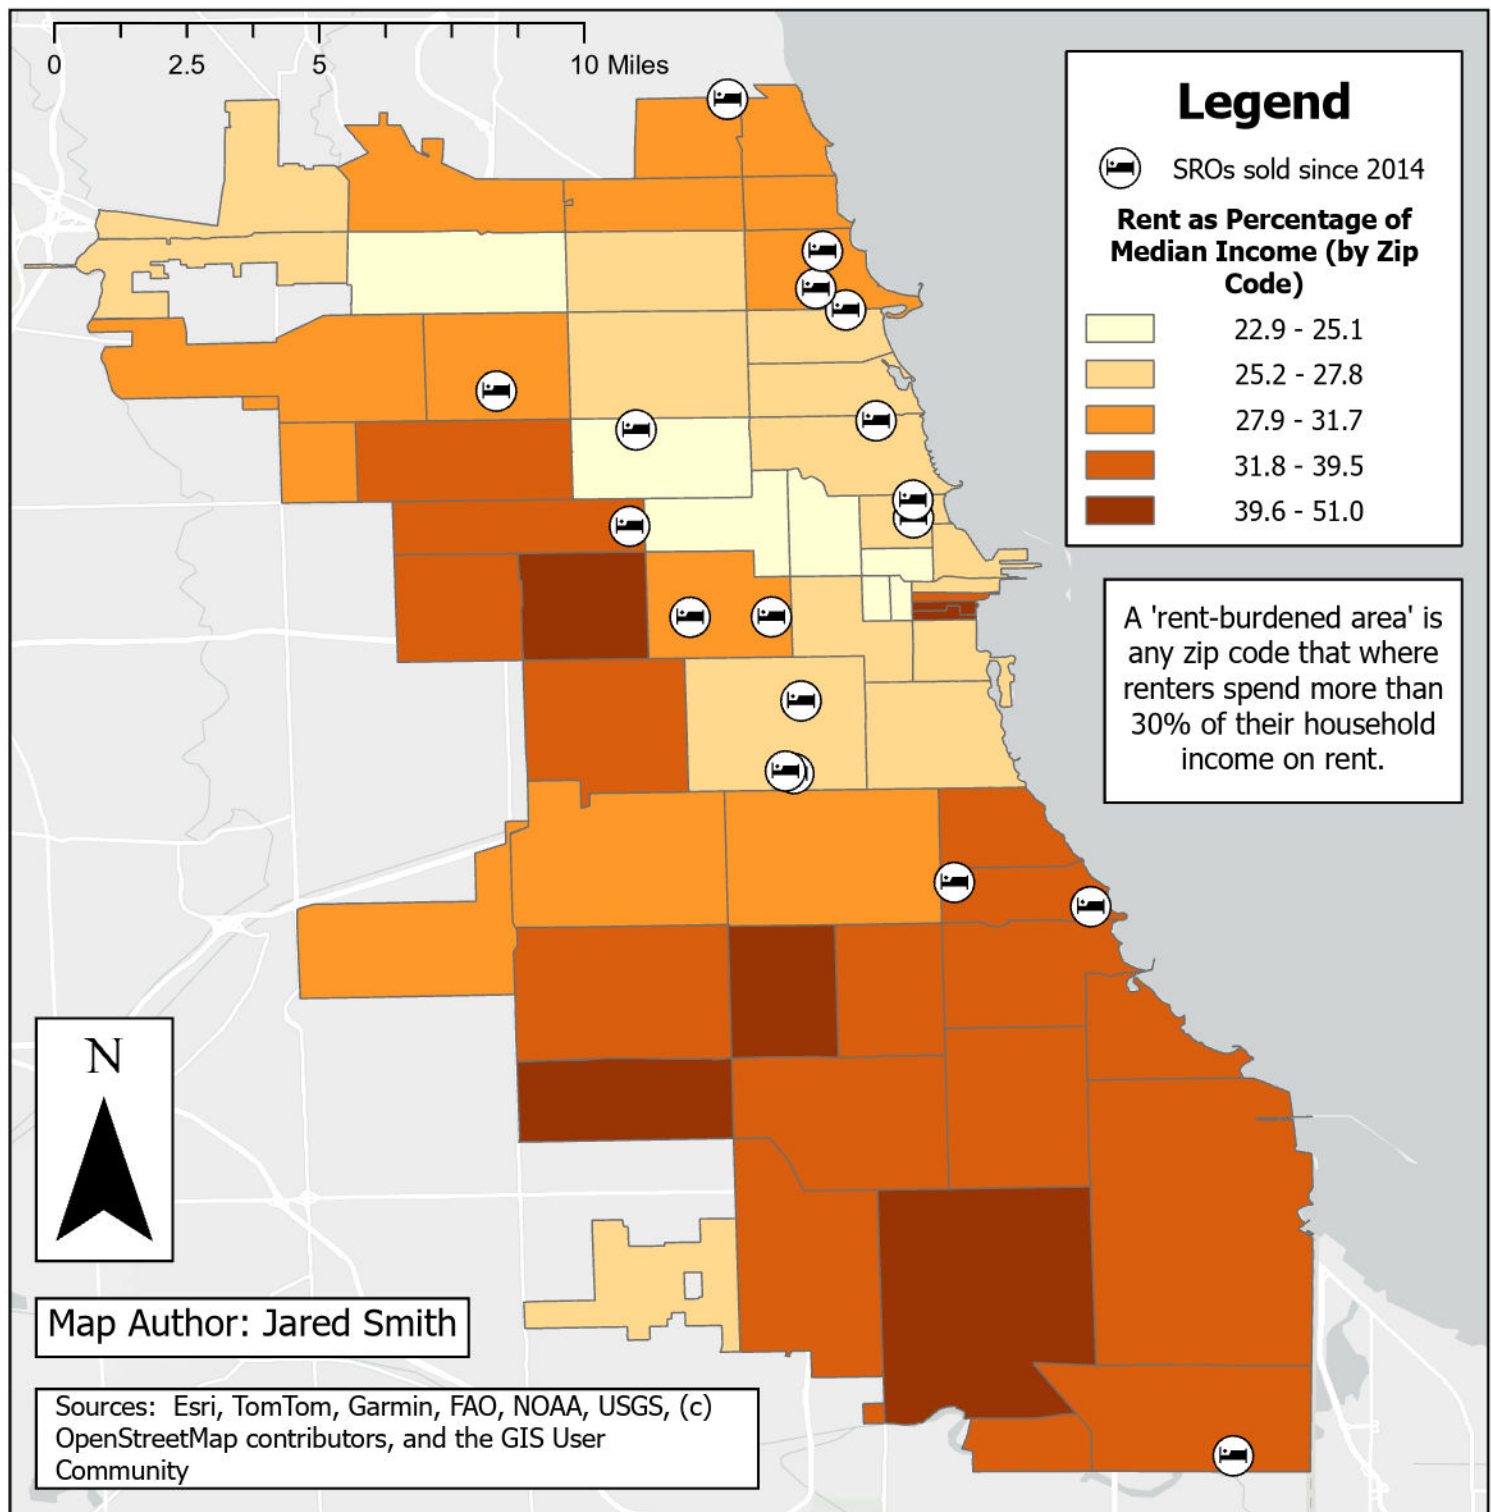 0 2.5 5 10 Miles
Legend
SROs sold since 2014
Rent as Percentage of
Median Income (by Zip
Code)
22.9 - 25.1
25.2 - 27.8
27.9 - 31.7
31.8 - 39.5
39.6 - 51.0
A 'rent-burdened area' is
any zip code that where
renters spend more than
30% of their household
income on rent.
N
Map Author: Jared Smith
Sources: Esri, TomTom, Garmin, FAO, NOAA, USGS, (c)
OpenStreetMap contributors, and the GIS User
Community